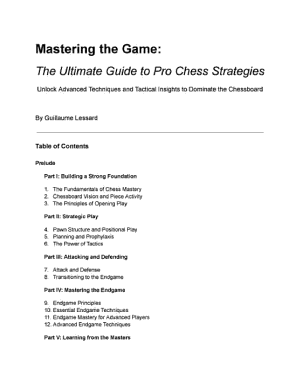 Mastering the Game:
The Ultimate Guide to Pro Chess Strategies
Unlock Advanced Techniques and Tactical Insights to Dominate the Chessboard
By Guillaume Lessard
Table of Contents
Prelude
Part I: Building a Strong Foundation
1. The Fundamentals of Chess Mastery
2. Chessboard Vision and Piece Activity
3. The Principles of Opening Play
Part II: Strategic Play
4. Pawn Structure and Positional Play
5. Planning and Prophylaxis
6. The Power of Tactics
Part III: Attacking and Defending
7. Attack and Defense
8. Transitioning to the Endgame
Part IV: Mastering the Endgame
9. Endgame Principles
10. Essential Endgame Techniques
11. Endgame Mastery for Advanced Players
12. Advanced Endgame Techniques
Part V: Learning from the Masters